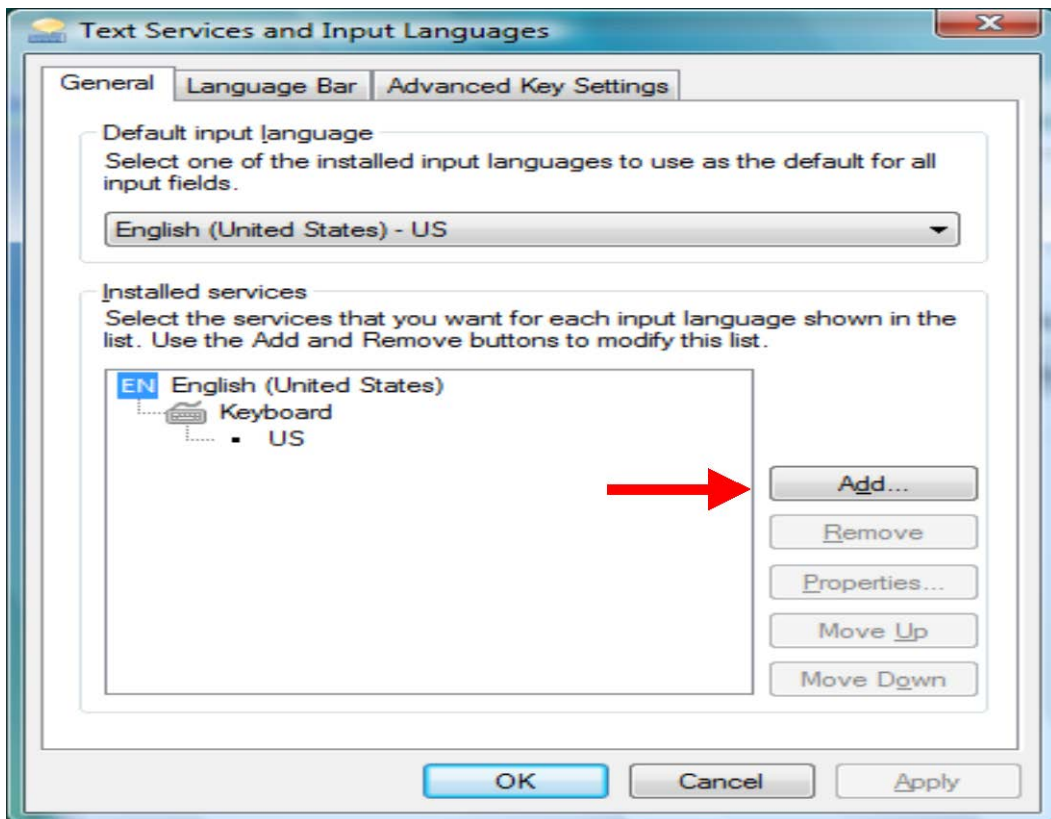 Text Services and Input Languages
General
Language Bar
Advanced Key Settings
Default input language
Select one of the installed input languages to use as the default for all
input fields.
English (United States) - US
Installed services
Select the services that you want for each input language shown in the
list. Use the Add and Remove buttons to modify this list.
EN English (United States)
Keyboard
US
Add...
Remove
Properties...
Move Up
Move Down
OK
Cancel
Apply